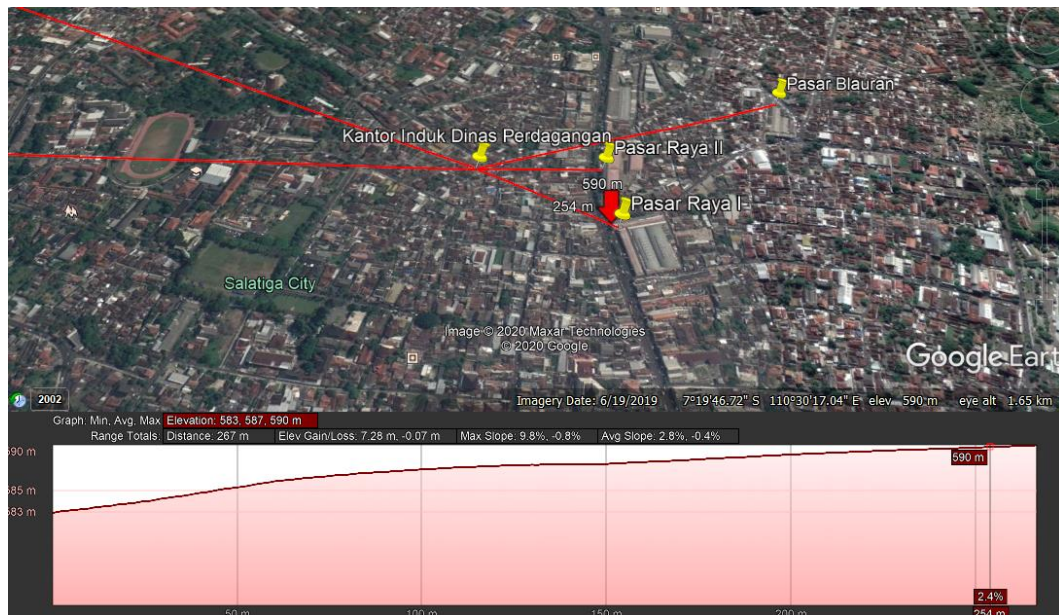 Pasar Blauran
Kantor Induk Dinas Perdagangan
Pasar Raya II
590 m
254 m
Pasar Raya I
Salatiga City
Image © 2020 Maxar Technologies
© 2020 Google
Google Eart
2002
Imagery Date: 6/19/2019 7°19'46.72" S 110°30'17.04" E elev 590 m eye alt 1.65 km
Graph: Min, Avg, Max Elevation: 583, 587, 590 m
Range Totals: Distance: 267 m Elev Gain/Loss: 7.28 m, -0.07 m Max Slope: 9.8%, -0.8% Avg Slope: 2.8%, -0.4%
590 m
590 m
585 m
583 m
2.4%
50 m 100 m 150 m 200 m 254 m